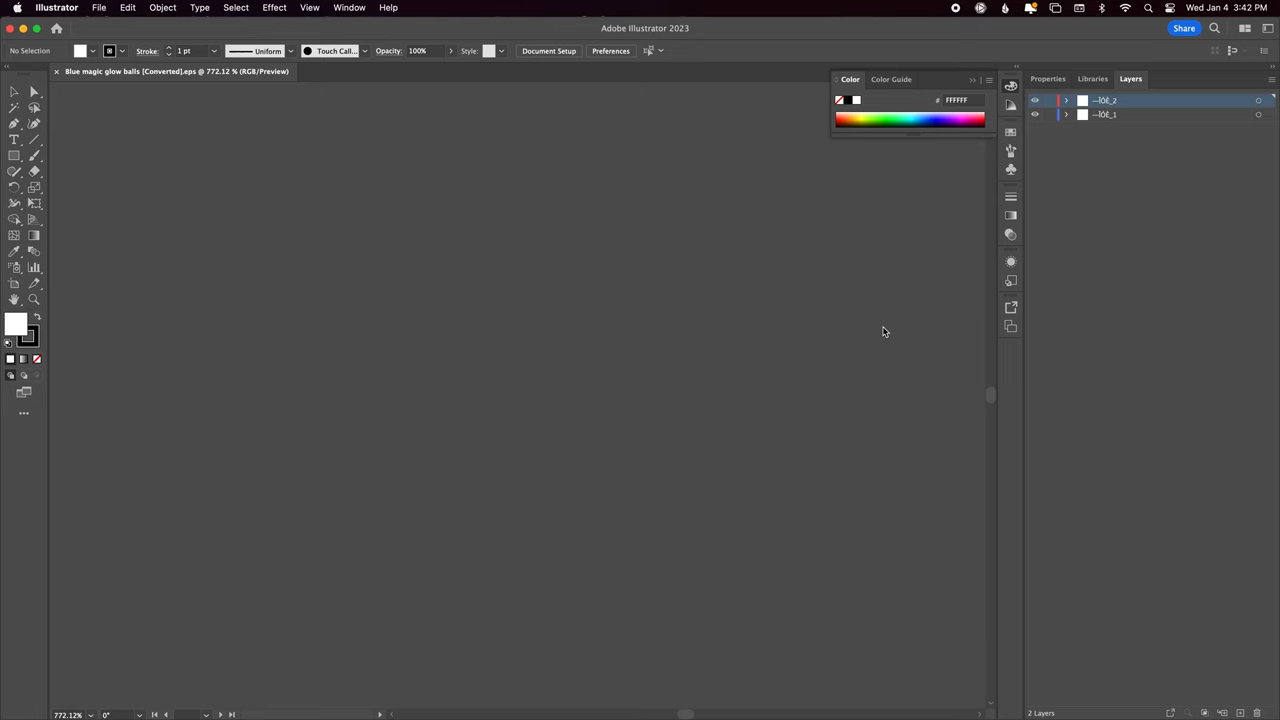 Illustrator File Edit Object Type Select Effect View Window Help Wed Jan 4 3:42 PM
Adobe Illustrator 2023 Share
No Selection Stroke: 1 pt Uniform Touch Call... Opacity: 100% Style: Document Setup Preferences
× Blue magic glow balls [Converted].eps @ 772.12 % (RGB/Preview)
Color Color Guide
Properties Libraries Layers
# FFFFFF
—ÎÓÈ_2
—ÎÓÈ_1
772.12% 0°
2 Layers